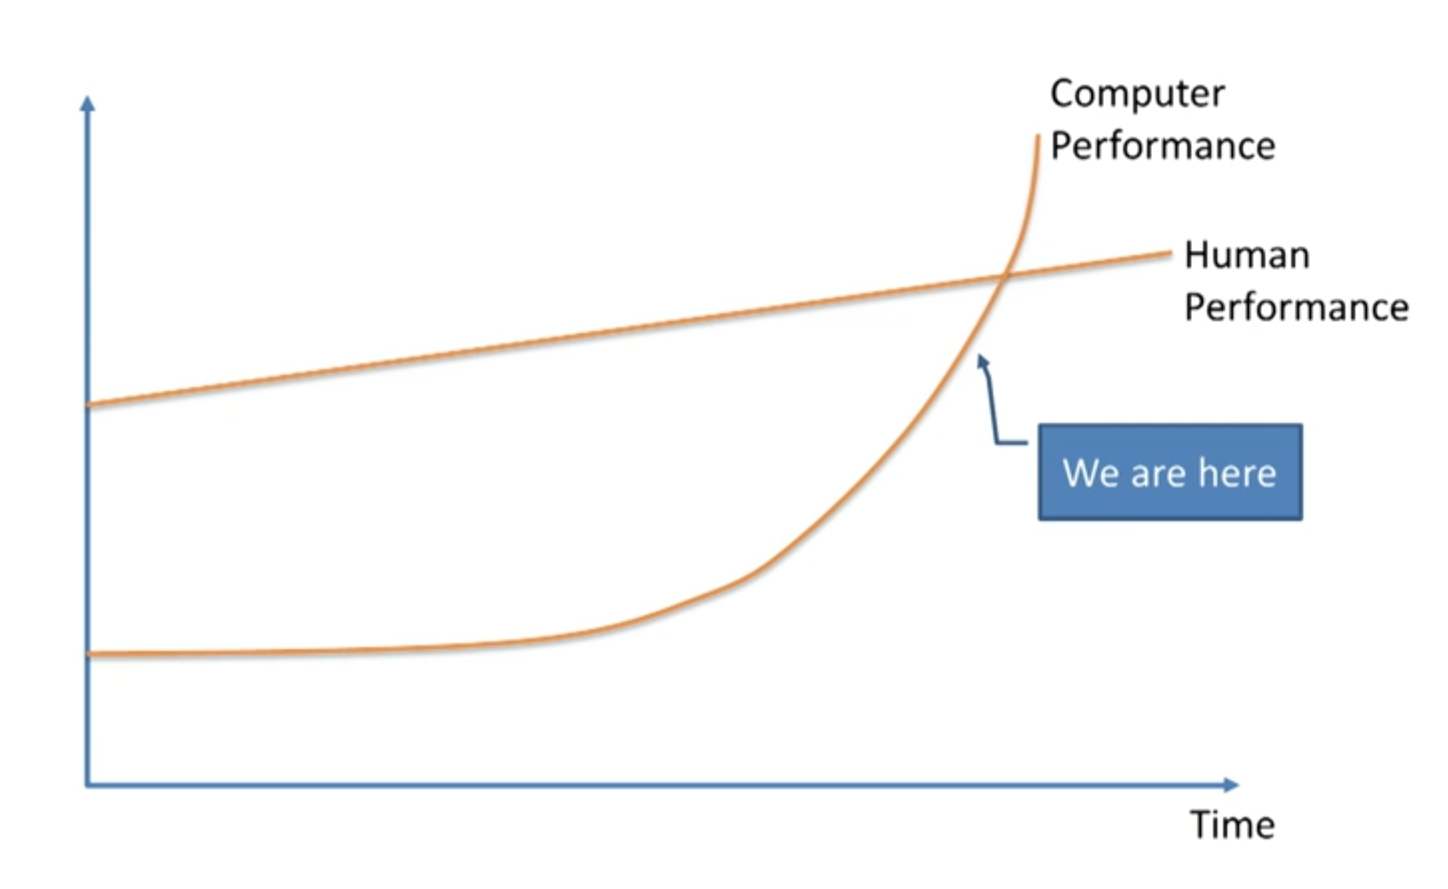 Computer
Performance
Human
Performance
We are here
Time